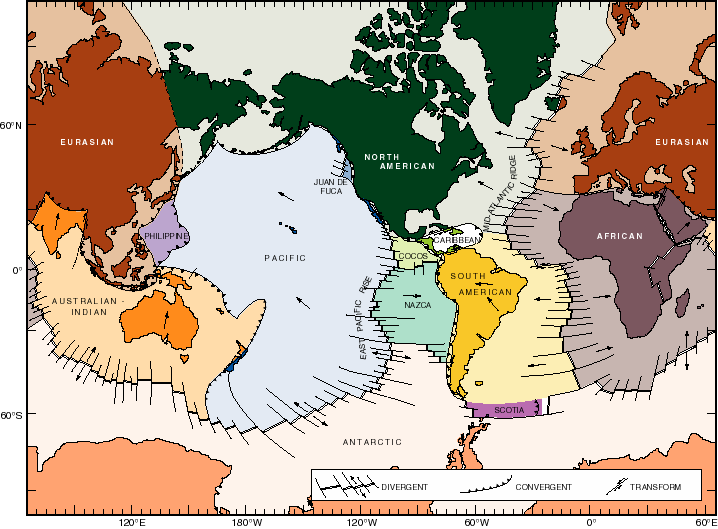 60°N
0°
60°S
EURASIAN
NORTH
AMERICAN
EURASIAN
MID-ATLANTIC RIDGE
JUAN DE
FUCA
PHILIPPINE
CARIBBEAN
AFRICAN
PACIFIC
COCOS
SOUTH
AMERICAN
AUSTRALIAN -
INDIAN
NAZCA
EAST PACIFIC RISE
SCOTIA
ANTARCTIC
DIVERGENT
CONVERGENT
TRANSFORM
120°E
180°W
120°W
60°W
0°
60°E